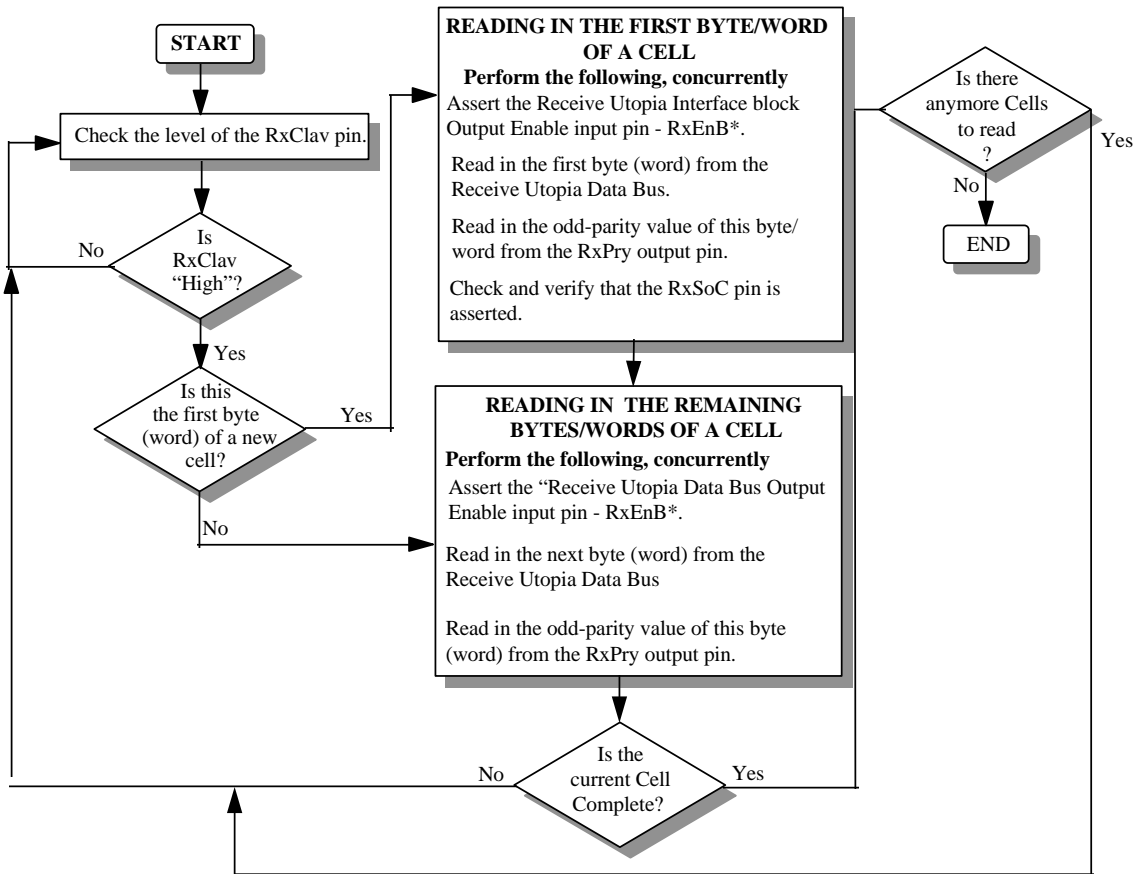 START
Check the level of the RxClav pin.
Is
RxClav
“High”?
No
Yes
Is this
the first byte
(word) of a new
cell?
Yes
No
READING IN THE FIRST BYTE/WORD
OF A CELL
Perform the following, concurrently
Assert the Receive Utopia Interface block
Output Enable input pin - RxEnB*.
Read in the first byte (word) from the
Receive Utopia Data Bus.
Read in the odd-parity value of this byte/
word from the RxPry output pin.
Check and verify that the RxSoC pin is
asserted.
READING IN THE REMAINING
BYTES/WORDS OF A CELL
Perform the following, concurrently
Assert the “Receive Utopia Data Bus Output
Enable input pin - RxEnB*.
Read in the next byte (word) from the
Receive Utopia Data Bus
Read in the odd-parity value of this byte
(word) from the RxPry output pin.
Is the
current Cell
Complete?
No
Yes
Is there
anymore Cells
to read
?
Yes
No
END